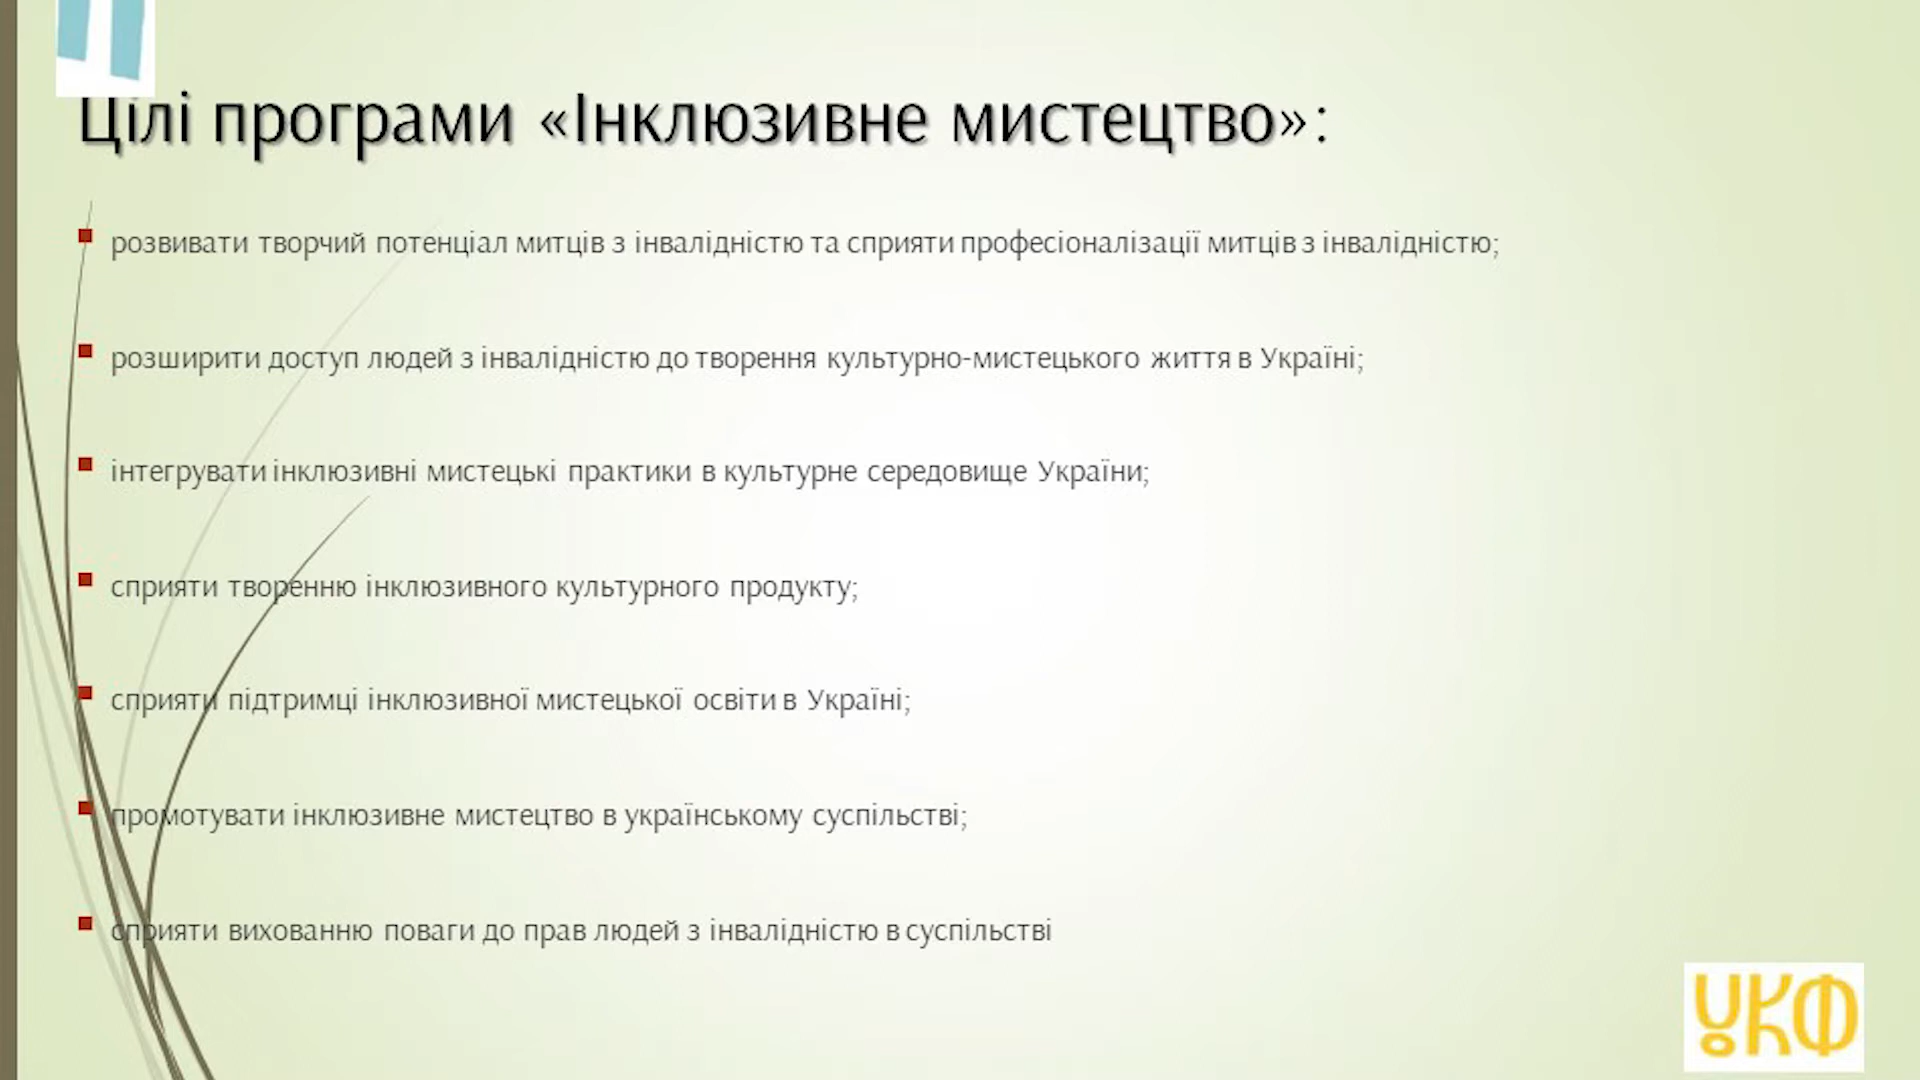 Цілі програми «Інклюзивне мистецтво»:
розвивати творчий потенціал митців з інвалідністю та сприяти професіоналізації митців з інвалідністю;
розширити доступ людей з інвалідністю до творення культурно-мистецького життя в Україні;
інтегрувати інклюзивні мистецькі практики в культурне середовище України;
сприяти творенню інклюзивного культурного продукту;
сприяти підтримці інклюзивної мистецької освіти в Україні;
промотувати інклюзивне мистецтво в українському суспільстві;
сприяти вихованню поваги до прав людей з інвалідністю в суспільстві
УКФ